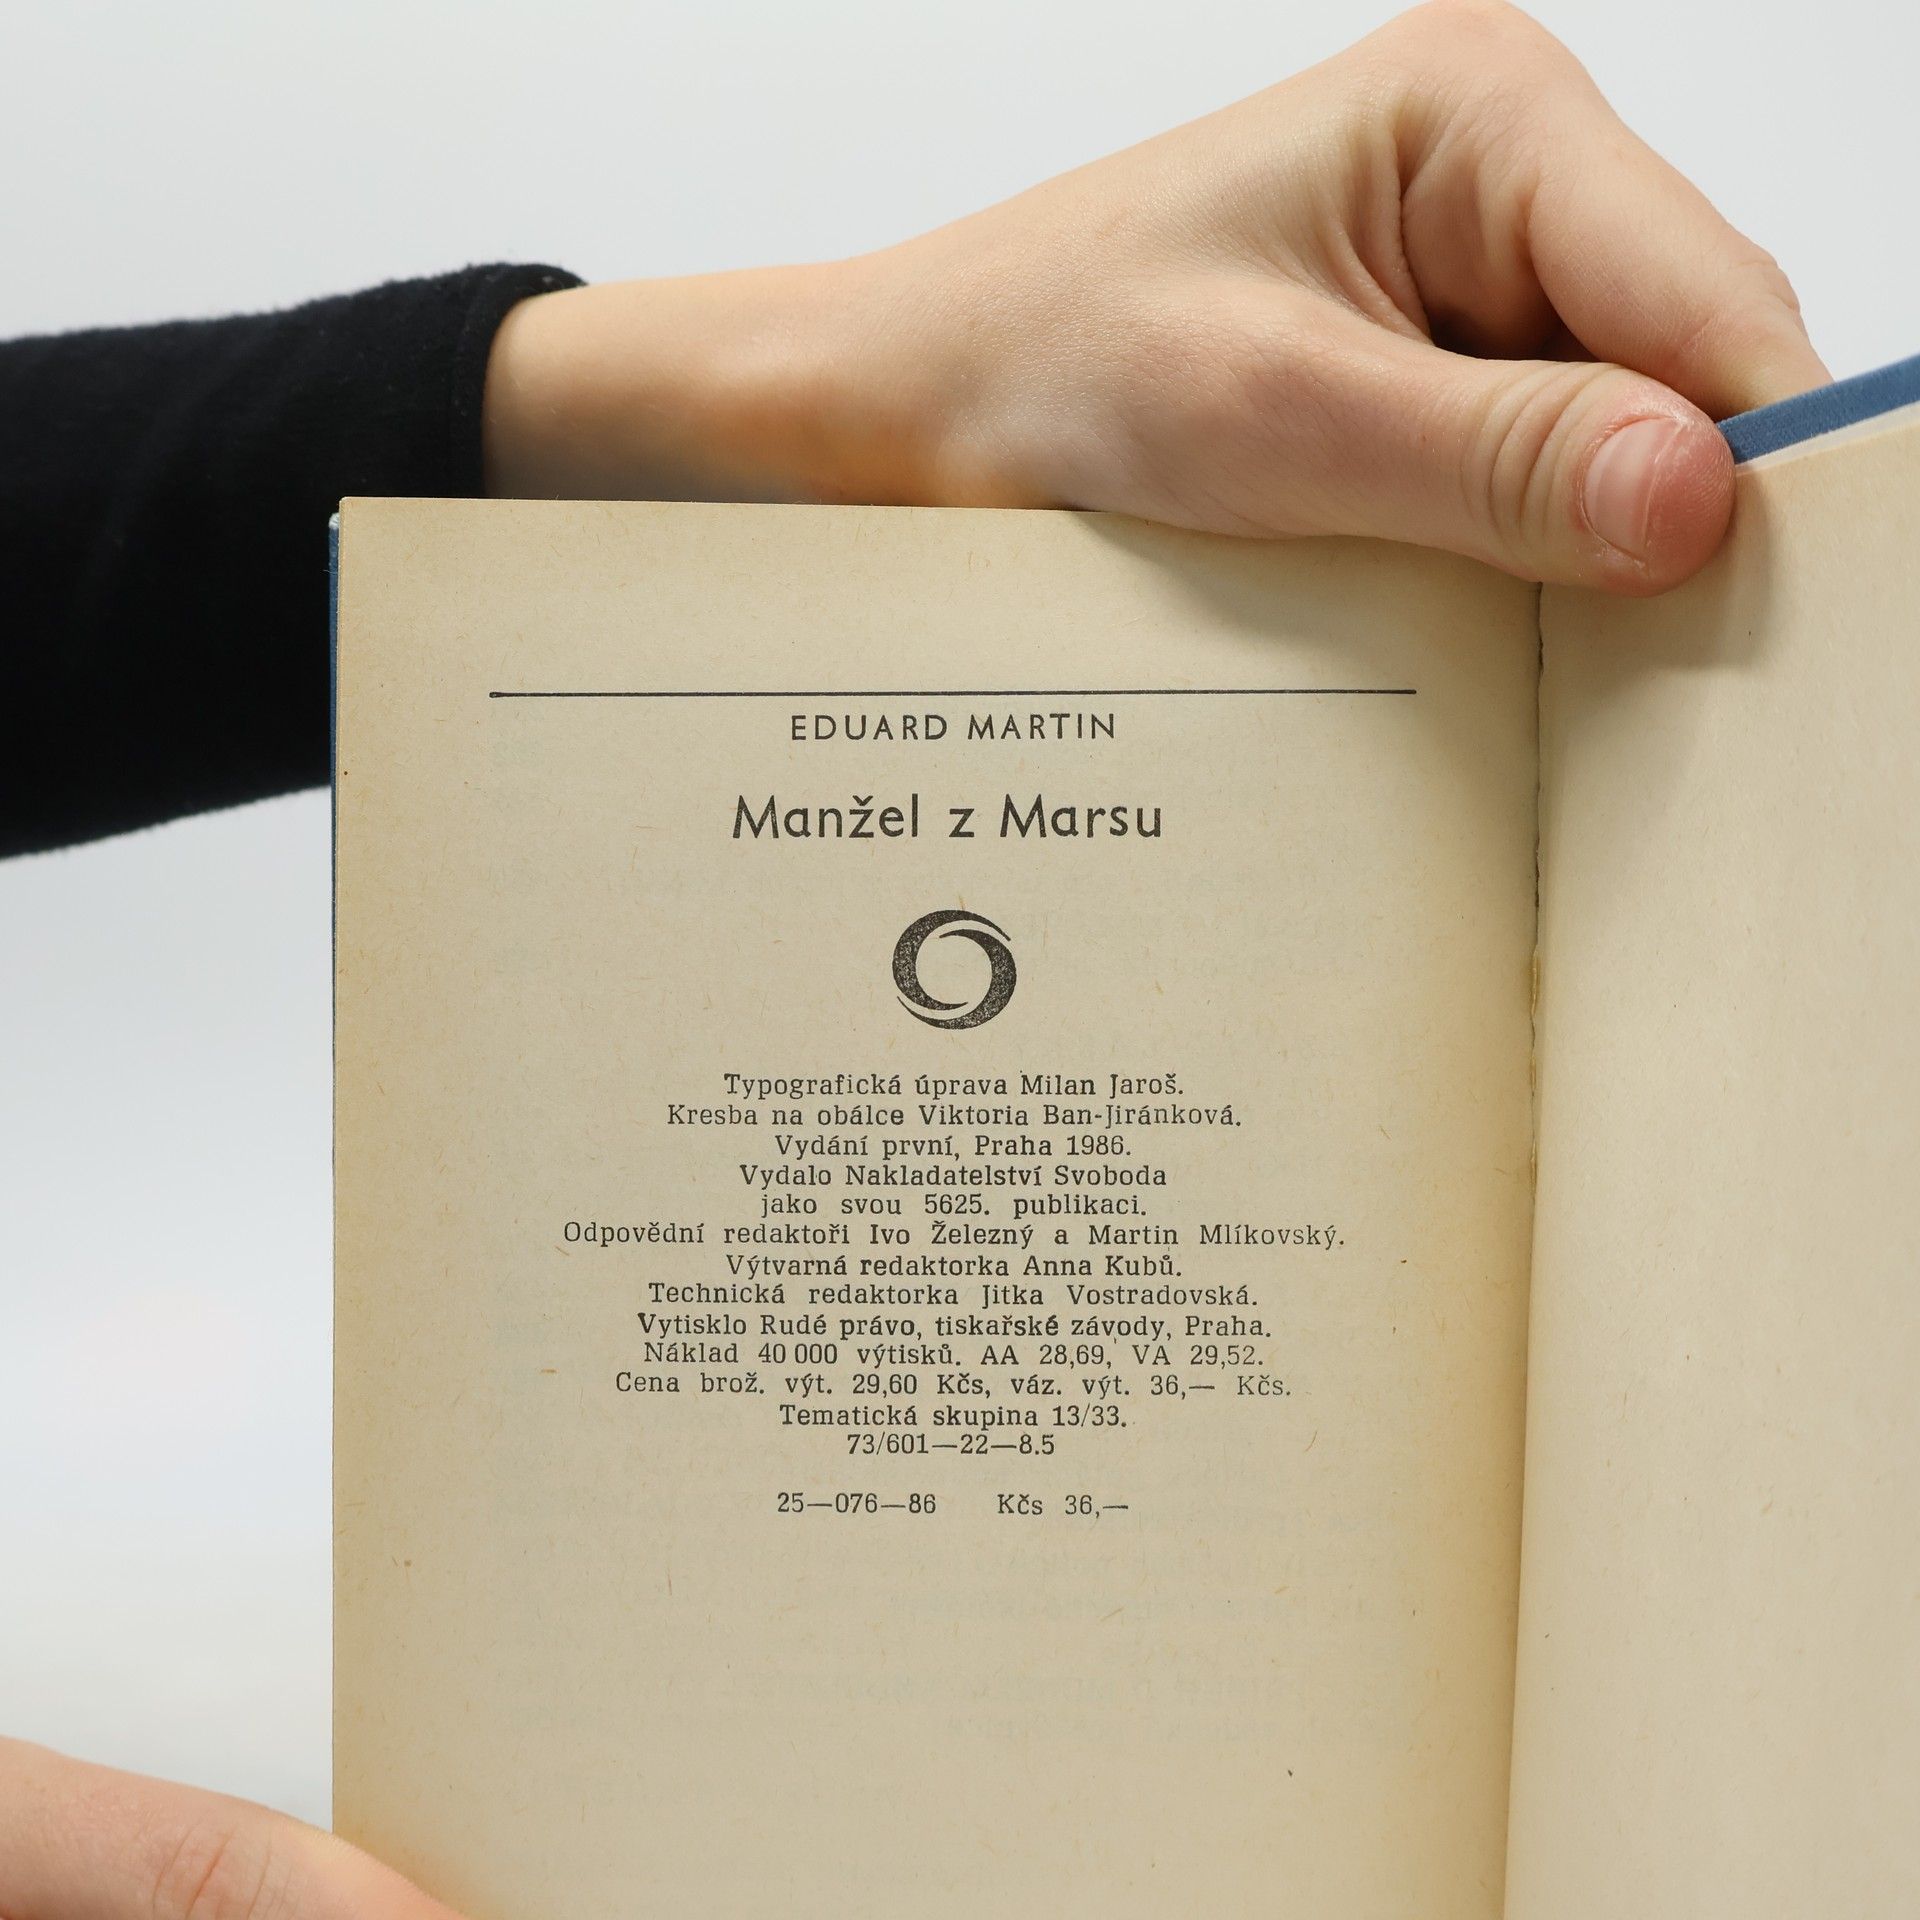 EDUARD MARTIN
Manžel z Marsu
Typografická úprava Milan Jaroš.
Kresba na obálce Viktoria Ban-Jiránková.
Vydání první, Praha 1986.
Vydalo Nakladatelství Svoboda
jako svou 5625. publikaci.
Odpovědní redaktoři Ivo Železný a Martin Mlíkovský.
Výtvarná redaktorka Anna Kubů.
Technická redaktorka Jitka Vostradovská.
Vytisklo Rudé právo, tiskařské závody, Praha.
Náklad 40 000 výtisků. AA 28,69, VA 29,52.
Cena brož. výt. 29,60 Kčs, váz. výt. 36,— Kčs.
Tematická skupina 13/33.
73/601—22—8.5
25—076—86 Kčs 36,—